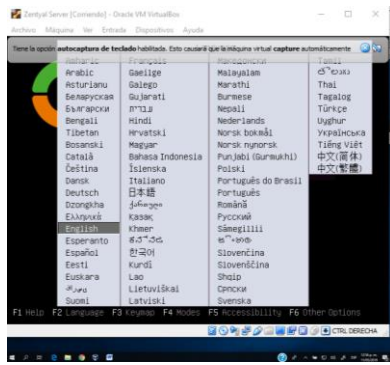 Zentyal Server [Corriendo] - Oracle VM VirtualBox
Archivo Máquina Ver Entrada Dispositivos Ayuda
Tiene la opción autocaptura de teclado habilitada. Esto causará que la máquina virtual capture automáticamente
Arabic Gaeilge Malayalam
Asturianu Galego Marathi Thai
Беларуская Gujarati Burmese Tagalog
Български עברית Nepali Türkçe
Bengali Hindi Nederlands Uyghur
Tibetan Hrvatski Norsk bokmål Українська
Bosanski Magyar Norsk nynorsk Tiếng Việt
Català Bahasa Indonesia Punjabi (Gurmukhi) 中文(简体)
Čeština Íslenska Polski 中文(繁體)
Dansk Italiano Português do Brasil
Deutsch 日本語 Português
Dzongkha ქართული Română
Ελληνικά Қазақ Русский
English Khmer Sámegillii
Esperanto ಕನ್ನಡ
Español 한국어 Slovenčina
Eesti Kurdî Slovenščina
Euskara Lao Shqip
Lietuviškai Српски
Suomi Latviski Svenska
F1 Help F2 Language F3 Keymap F4 Modes F5 Accessibility F6 Other Options
CTRL DERECHA